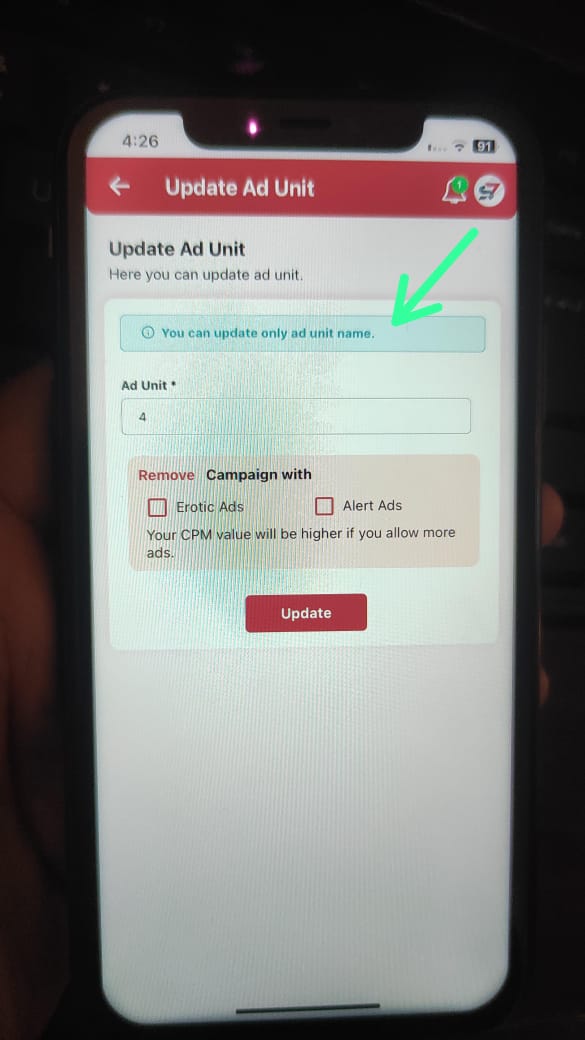 4:26
91
Update Ad Unit
1
Update Ad Unit
Here you can update ad unit.
You can update only ad unit name.
Ad Unit *
4
Remove Campaign with
Erotic Ads
Alert Ads
Your CPM value will be higher if you allow more
ads.
Update